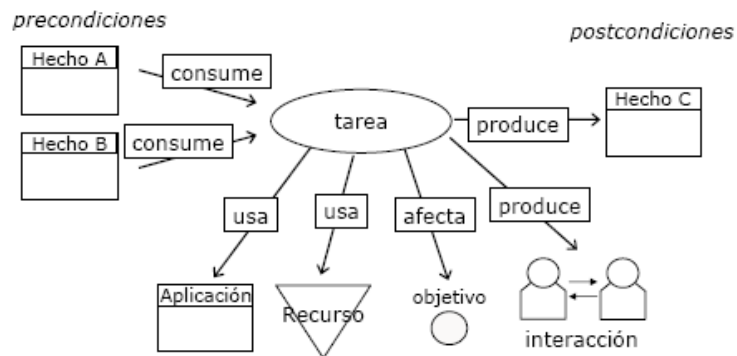 precondiciones
postcondiciones
Hecho A
consume
Hecho B
consume
tarea
produce
Hecho C
usa
usa
afecta
produce
Aplicación
Recurso
objetivo
interacción